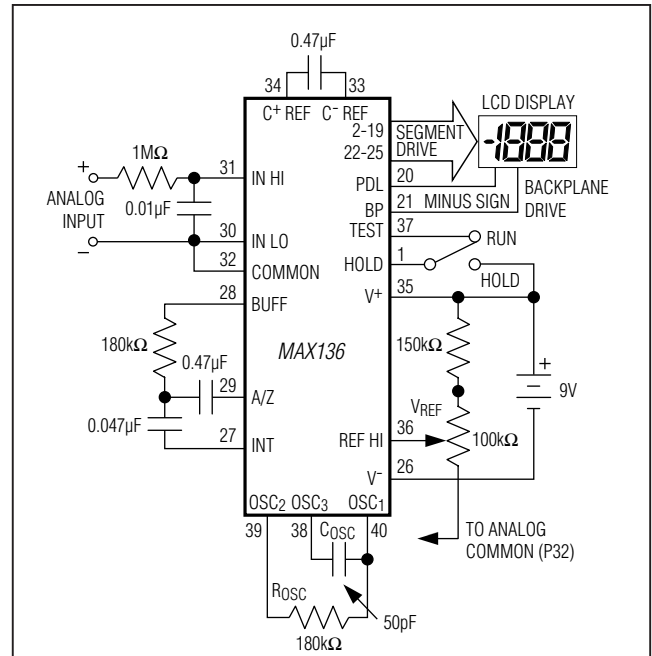 0.47µF
34
33
C+ REF
C- REF
LCD DISPLAY
-1888
2-19
SEGMENT
22-25
DRIVE
1MΩ
+
31
IN HI
20
PDL
BACKPLANE
DRIVE
ANALOG
INPUT
0.01µF
21
MINUS SIGN
BP
37
TEST
RUN
30
IN LO
–
32
COMMON
1
HOLD
HOLD
28
BUFF
35
V+
MAX136
180kΩ
0.47µF
150kΩ
+
–
9V
29
A/Z
VREF
0.047µF
36
REF HI
100kΩ
27
INT
26
V-
OSC2 OSC3 OSC1
39
38
COSC
40
TO ANALOG
COMMON (P32)
ROSC
50pF
180kΩ